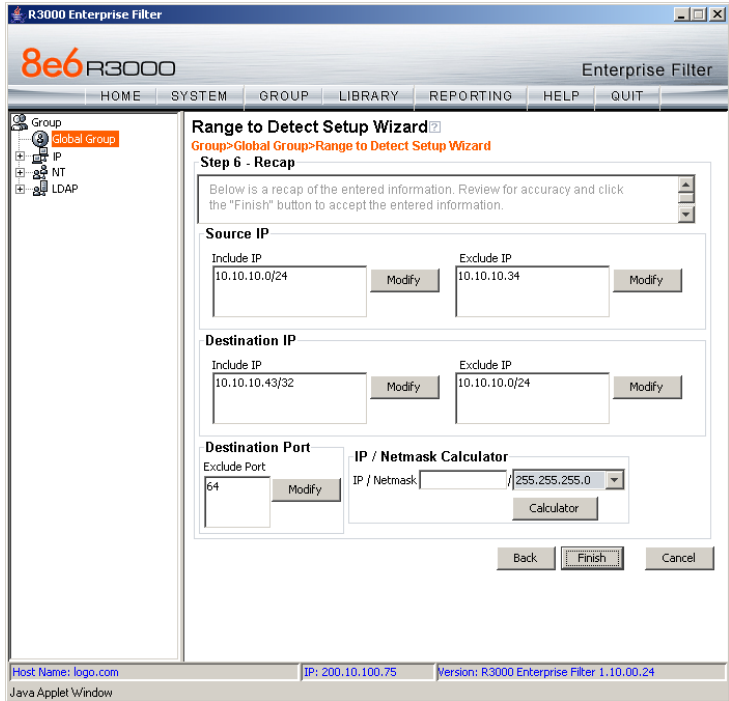 R3000 Enterprise Filter
8e6 R3000
Enterprise Filter
HOME SYSTEM GROUP LIBRARY REPORTING HELP QUIT
Group
Global Group
IP
NT
LDAP
Range to Detect Setup Wizard?
Group>Global Group>Range to Detect Setup Wizard
Step 6 - Recap
Below is a recap of the entered information. Review for accuracy and click
the "Finish" button to accept the entered information.
Source IP
Include IP
10.10.10.0/24
Modify
Exclude IP
10.10.10.34
Modify
Destination IP
Include IP
10.10.10.43/32
Modify
Exclude IP
10.10.10.0/24
Modify
Destination Port
Exclude Port
64
Modify
IP / Netmask Calculator
IP / Netmask / 255.255.255.0
Calculator
Back Finish Cancel
Host Name: logo.com IP: 200.10.100.75 Version: R3000 Enterprise Filter 1.10.00.24
Java Applet Window